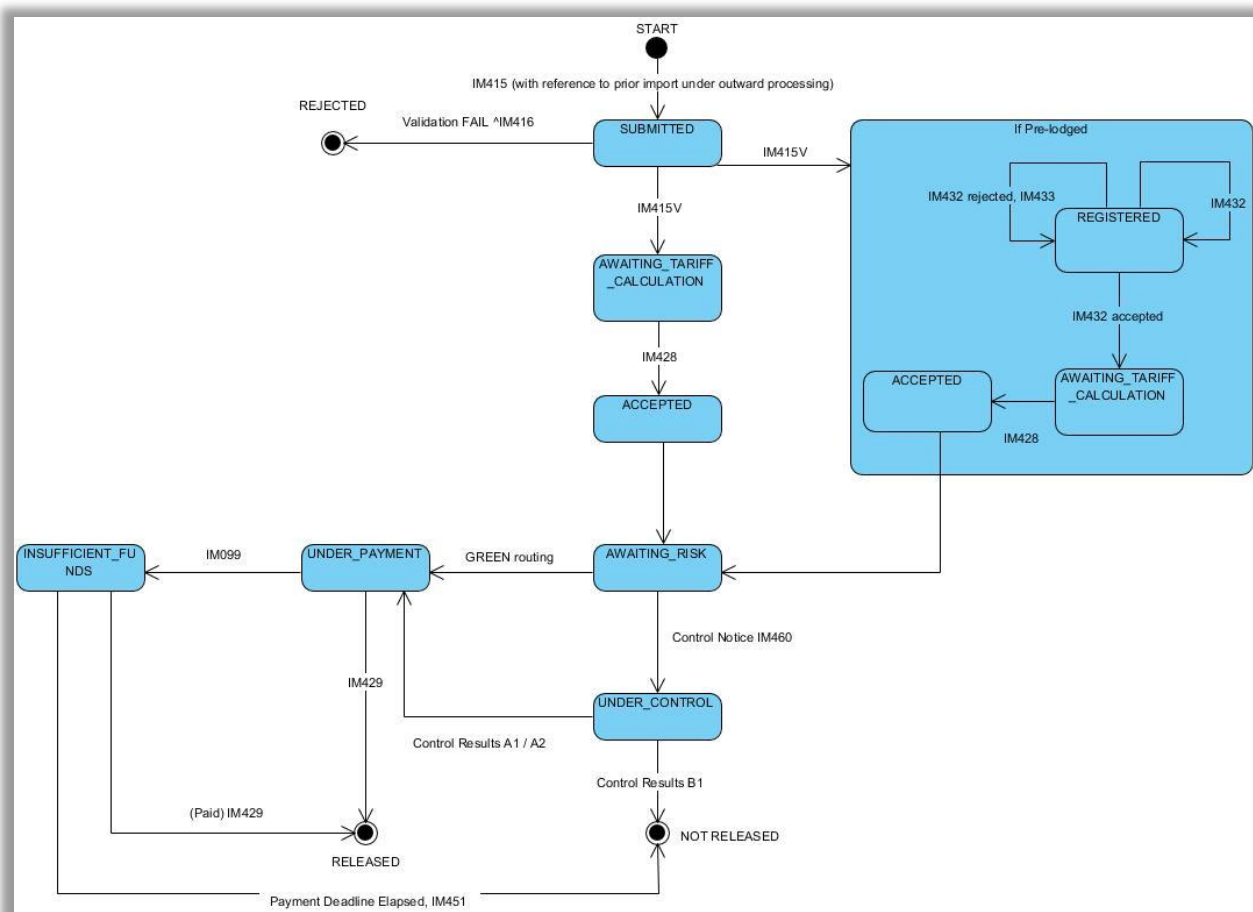 START
IM415 (with reference to prior import under outward processing)
REJECTED
Validation FAIL ^IM416
SUBMITTED
If Pre-lodged
IM415V
IM432 rejected, IM433
IM432
REGISTERED
IM415V
AWAITING_TARIFF
_CALCULATION
IM432 accepted
IM428
ACCEPTED
AWAITING_TARIFF
_CALCULATION
ACCEPTED
IM428
INSUFFICIENT_FU
NDS
IM099
UNDER_PAYMENT
GREEN routing
AWAITING_RISK
Control Notice IM460
IM429
UNDER_CONTROL
Control Results A1 / A2
Control Results B1
(Paid) IM429
NOT RELEASED
RELEASED
Payment Deadline Elapsed, IM451